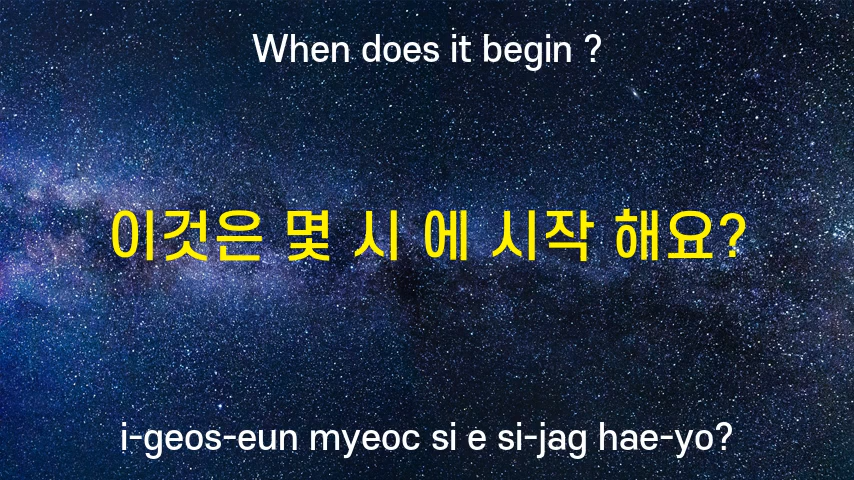 When does it begin ?
이것은 몇 시 에 시작 해요?
i-geos-eun myeoc si e si-jag hae-yo?